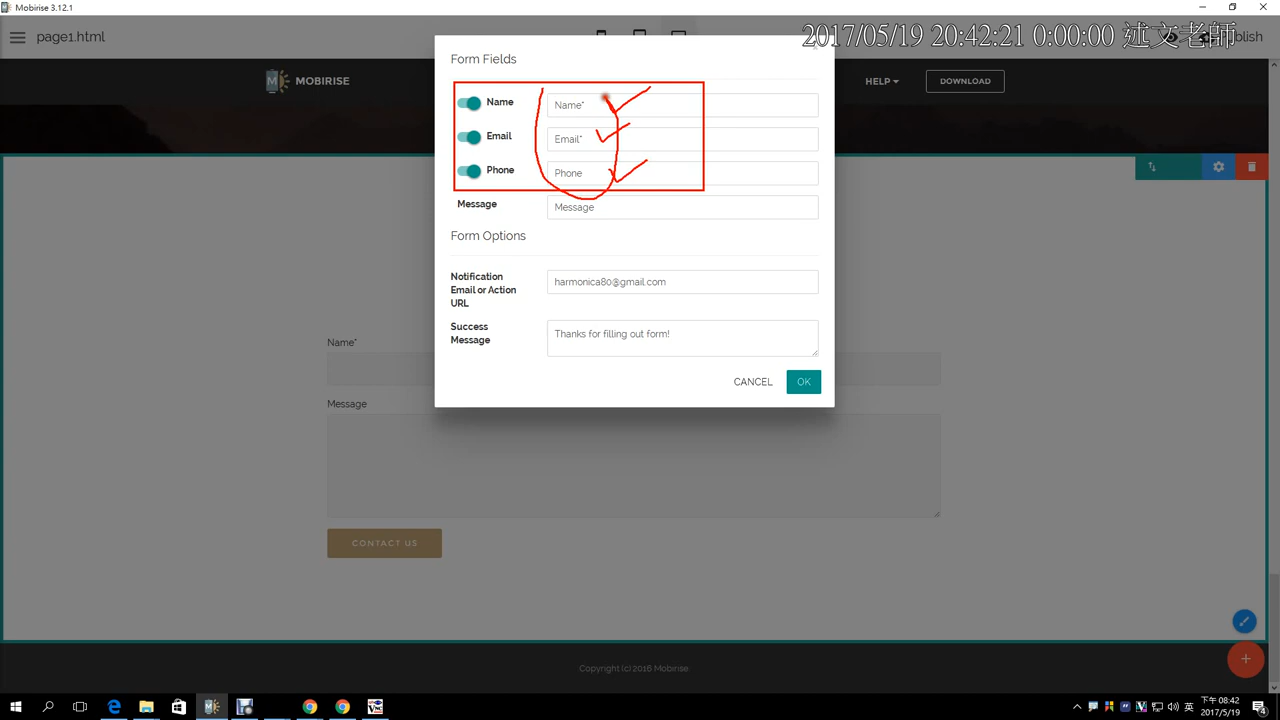 Mobirise 3.12.1
page1.html
2017/05/19 20:42:21 0:00:00 述文老師
MOBIRISE
HELP
DOWNLOAD
Form Fields
Name
Name*
Email
Email*
Phone
Phone
Message
Message
Form Options
Notification
Email or Action
URL
harmonica80@gmail.com
Success
Message
Thanks for filling out form!
CANCEL
OK
Name*
Message
CONTACT US
Copyright (c) 2016 Mobirise.
英
下午 08:42
2017/5/19
4